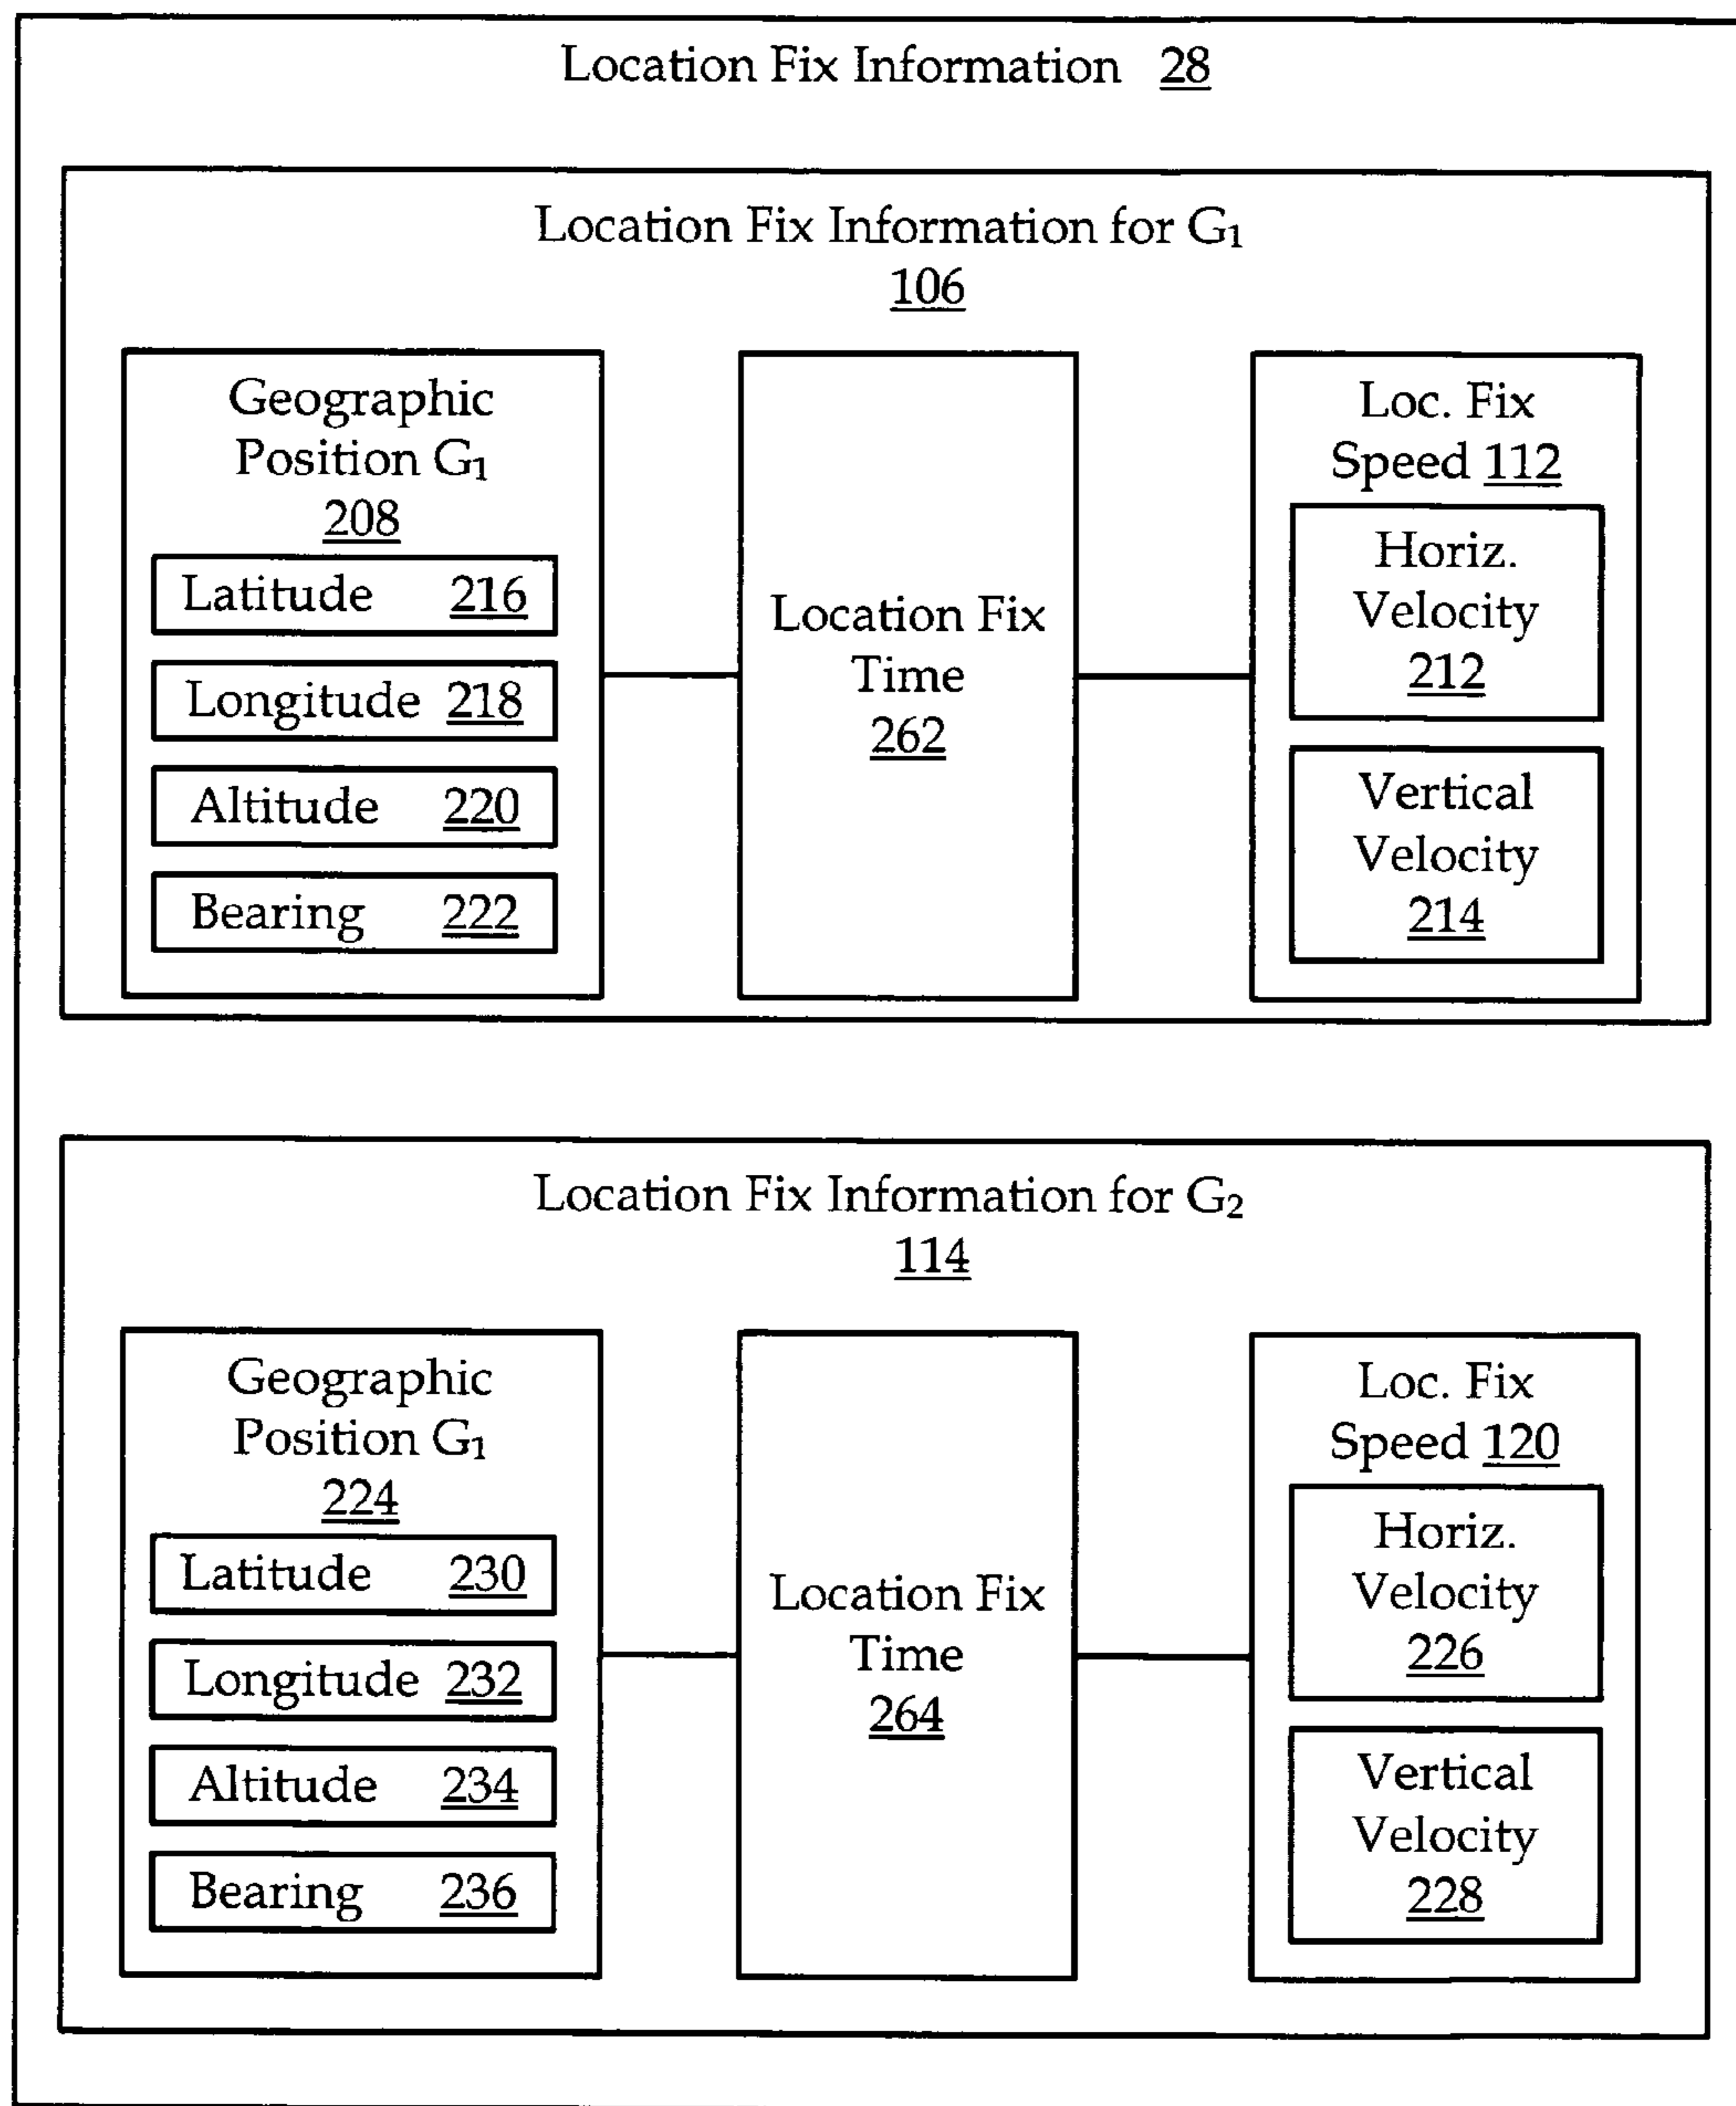 Location Fix Information 28
Location Fix Information for G₁
106
Geographic
Position G₁
208
Latitude 216
Longitude 218
Altitude 220
Bearing 222
Location Fix
Time
262
Loc. Fix
Speed 112
Horiz.
Velocity
212
Vertical
Velocity
214
Location Fix Information for G₂
114
Geographic
Position G₁
224
Latitude 230
Longitude 232
Altitude 234
Bearing 236
Location Fix
Time
264
Loc. Fix
Speed 120
Horiz.
Velocity
226
Vertical
Velocity
228